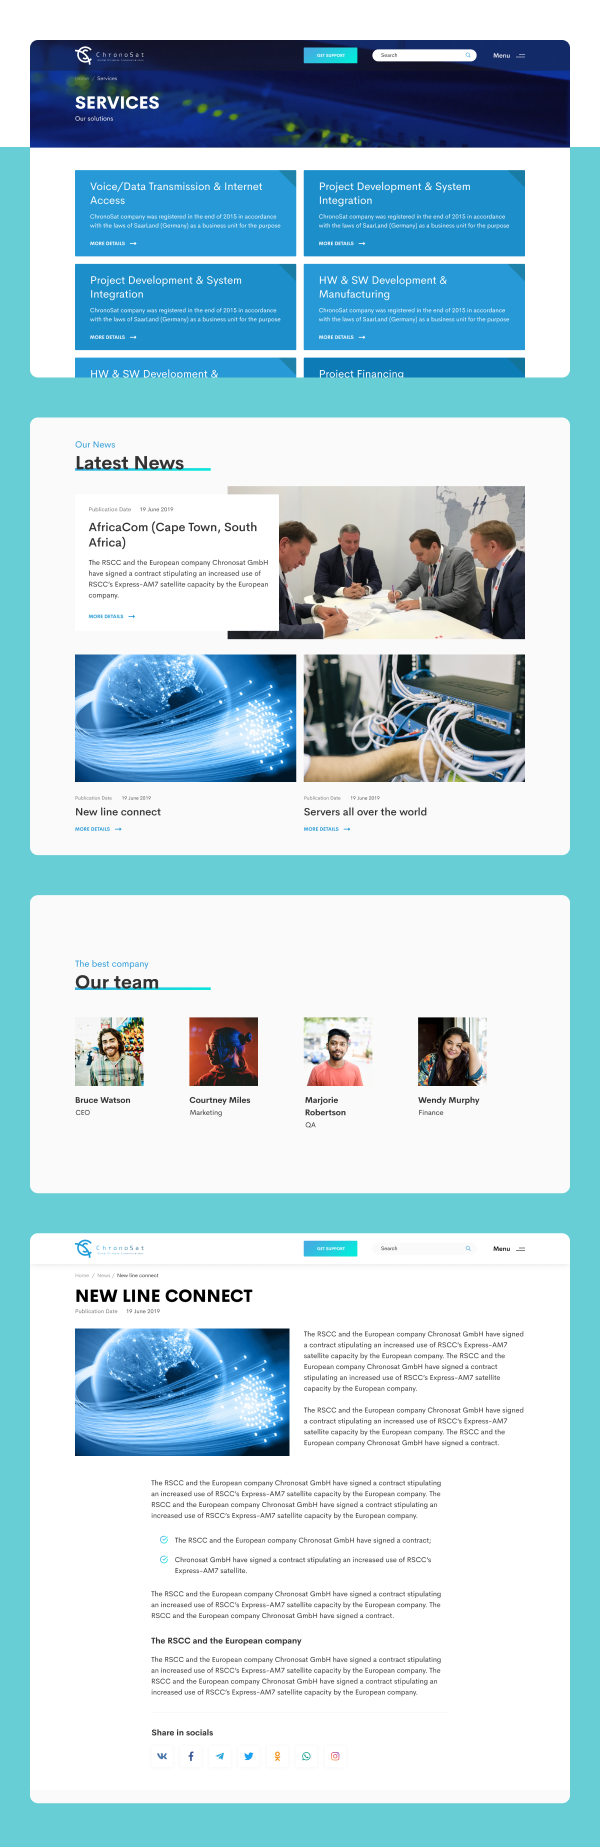 ChronoSat
GET SUPPORT
Search
Menu
Home / Services
SERVICES
Our solutions
Voice/Data Transmission & Internet
Access
ChronoSat company was registered in the end of 2015 in accordance
with the laws of SaarLand (Germany) as a business unit for the purpose
MORE DETAILS
Project Development & System
Integration
ChronoSat company was registered in the end of 2015 in accordance
with the laws of SaarLand (Germany) as a business unit for the purpose
MORE DETAILS
Project Development & System
Integration
ChronoSat company was registered in the end of 2015 in accordance
with the laws of SaarLand (Germany) as a business unit for the purpose
MORE DETAILS
HW & SW Development &
Manufacturing
ChronoSat company was registered in the end of 2015 in accordance
with the laws of SaarLand (Germany) as a business unit for the purpose
MORE DETAILS
HW & SW Development &
Project Financing
Our News
Latest News
Publication Date 19 June 2019
AfricaCom (Cape Town, South
Africa)
The RSCC and the European company Chronosat GmbH
have signed a contract stipulating an increased use of
RSCC's Express-AM7 satellite capacity by the European
company.
MORE DETAILS
Publication Date 19 June 2019
New line connect
MORE DETAILS
Publication Date 19 June 2019
Servers all over the world
MORE DETAILS
The best company
Our team
Bruce Watson
CEO
Courtney Miles
Marketing
Marjorie
Robertson
QA
Wendy Murphy
Finance
ChronoSat
GET SUPPORT
Search
Menu
Home / News / New line connect
NEW LINE CONNECT
Publication Date 19 June 2019
The RSCC and the European company Chronosat GmbH have signed
a contract stipulating an increased use of RSCC's Express-AM7
satellite capacity by the European company. The RSCC and the
European company Chronosat GmbH have signed a contract
stipulating an increased use of RSCC's Express-AM7 satellite
capacity by the European company.
The RSCC and the European company Chronosat GmbH have signed
a contract stipulating an increased use of RSCC's Express-AM7
satellite capacity by the European company. The RSCC and the
European company Chronosat GmbH have signed a contract.
The RSCC and the European company Chronosat GmbH have signed a contract stipulating
an increased use of RSCC's Express-AM7 satellite capacity by the European company. The
RSCC and the European company Chronosat GmbH have signed a contract stipulating an
increased use of RSCC's Express-AM7 satellite capacity by the European company.
The RSCC and the European company Chronosat GmbH have signed a contract;
Chronosat GmbH have signed a contract stipulating an increased use of RSCC's
Express-AM7 satellite.
The RSCC and the European company Chronosat GmbH have signed a contract stipulating
an increased use of RSCC's Express-AM7 satellite capacity by the European company. The
RSCC and the European company Chronosat GmbH have signed a contract.
The RSCC and the European company
The RSCC and the European company Chronosat GmbH have signed a contract stipulating
an increased use of RSCC's Express-AM7 satellite capacity by the European company. The
RSCC and the European company Chronosat GmbH have signed a contract stipulating an
increased use of RSCC's Express-AM7 satellite capacity by the European company.
Share in socials